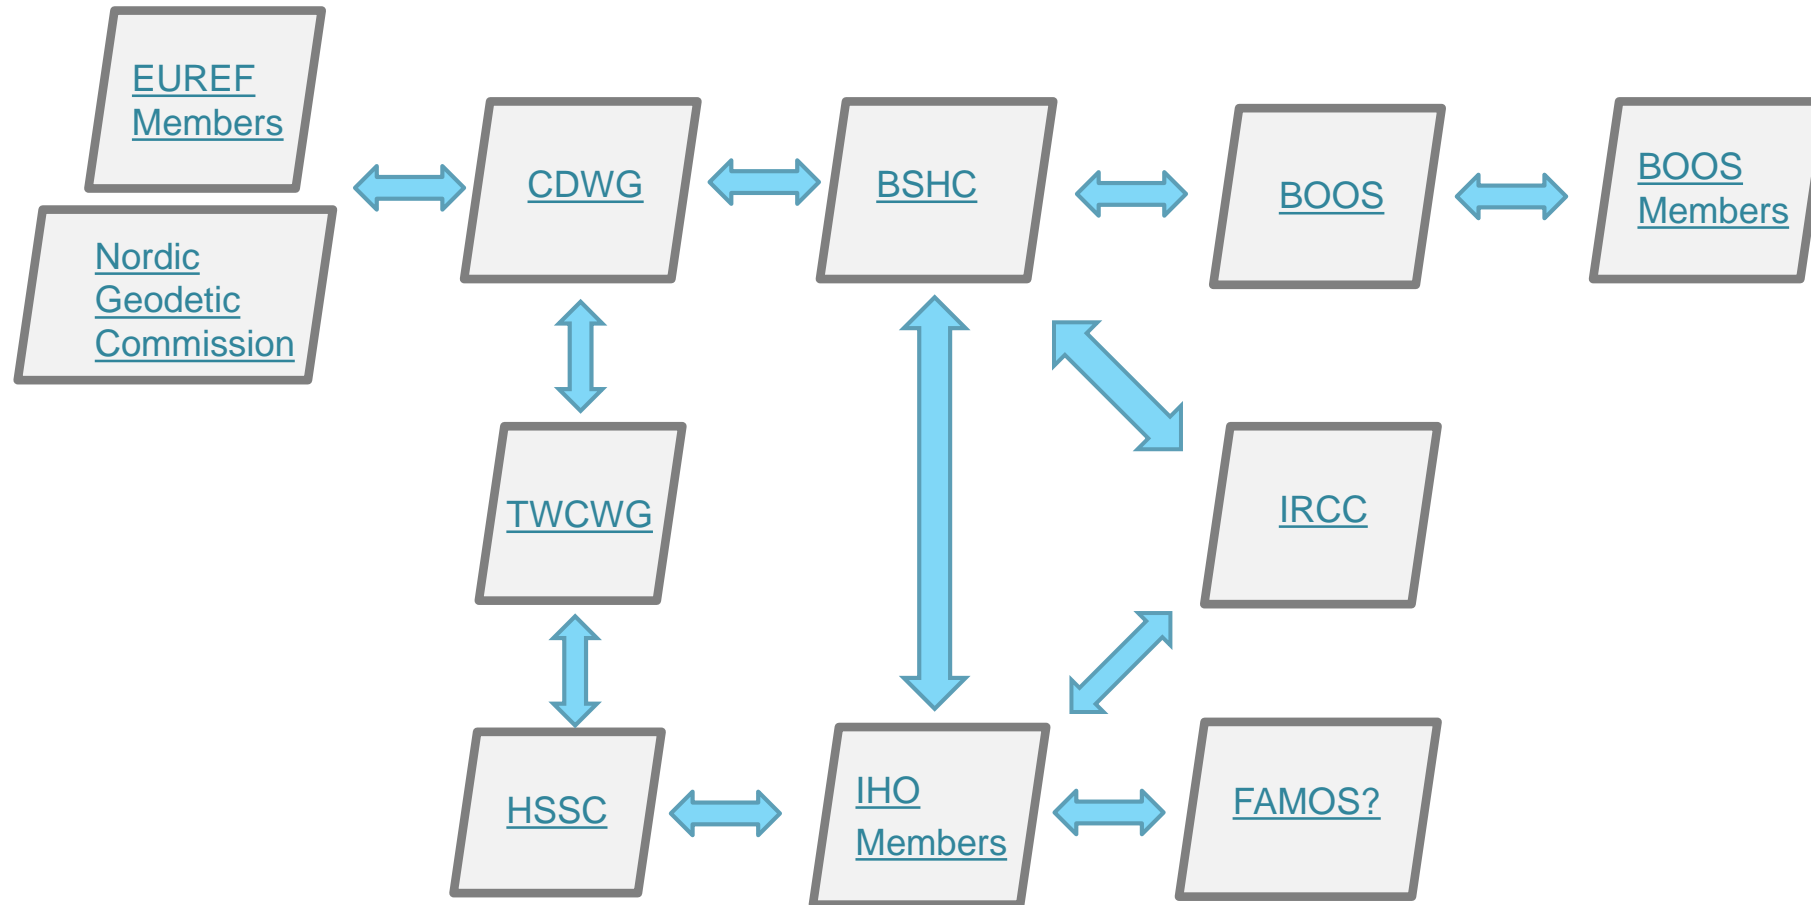 EUREF
Members
CDWG
BSHC
BOOS
BOOS
Members
Nordic
Geodetic
Commission
TWCWG
IRCC
HSSC
IHO
Members
FAMOS?